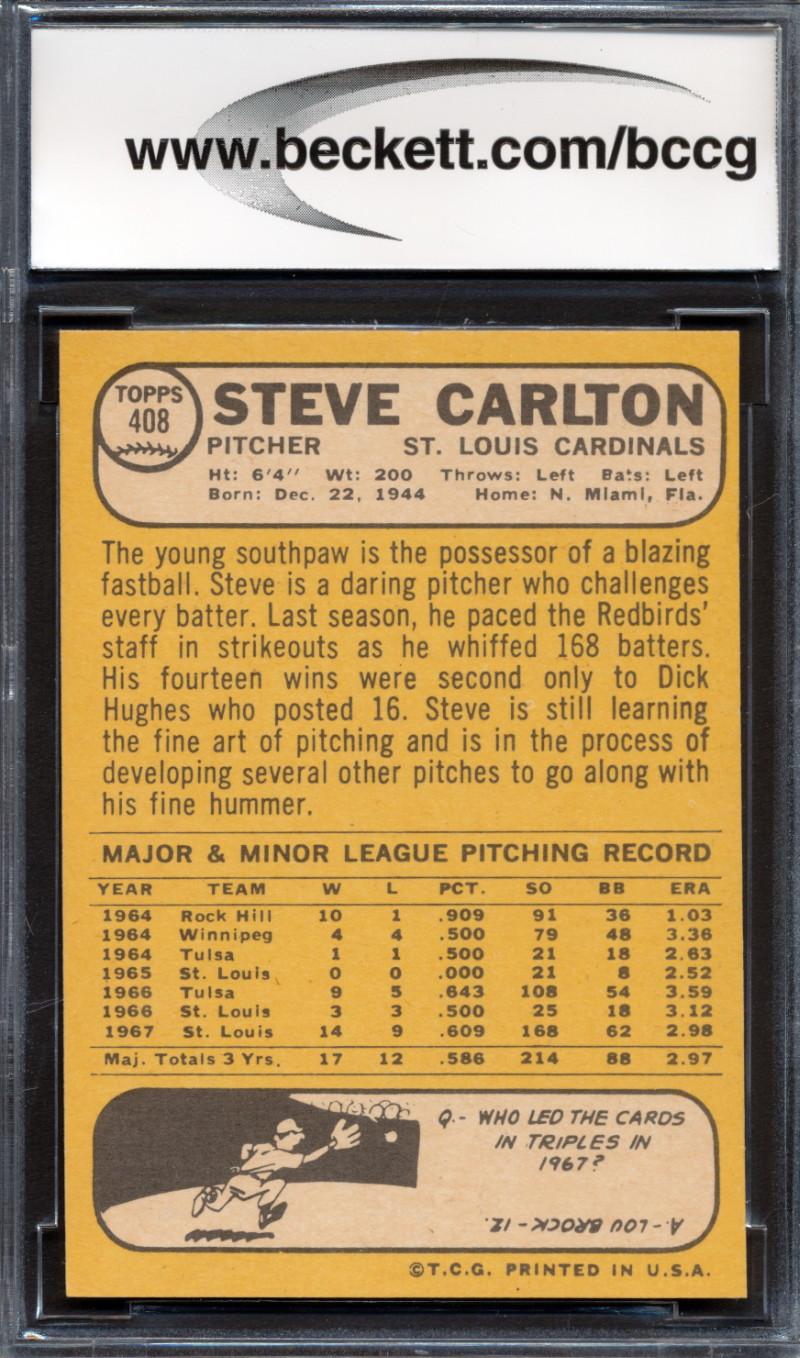 www.beckett.com/bccg
TOPPS
408
STEVE CARLTON
PITCHER ST. LOUIS CARDINALS
Ht: 6'4" Wt: 200 Throws: Left Bats: Left
Born: Dec. 22, 1944 Home: N. Miami, Fla.
The young southpaw is the possessor of a blazing
fastball. Steve is a daring pitcher who challenges
every batter. Last season, he paced the Redbirds'
staff in strikeouts as he whiffed 168 batters.
His fourteen wins were second only to Dick
Hughes who posted 16. Steve is still learning
the fine art of pitching and is in the process of
developing several other pitches to go along with
his fine hummer.
MAJOR & MINOR LEAGUE PITCHING RECORD
YEAR TEAM W L PCT. SO BB ERA
1964 Rock Hill 10 1 .909 91 36 1.03
1964 Winnipeg 4 4 .500 79 48 3.36
1964 Tulsa 1 1 .500 21 18 2.63
1965 St. Louis 0 0 .000 21 8 2.52
1966 Tulsa 9 5 .643 108 54 3.59
1966 St. Louis 3 3 .500 25 18 3.12
1967 St. Louis 14 9 .609 168 62 2.98
Maj. Totals 3 Yrs. 17 12 .586 214 88 2.97
Q.- WHO LED THE CARDS
IN TRIPLES IN
1967?
A.- LOU BROCK - 12.
©T.C.G. PRINTED IN U.S.A.